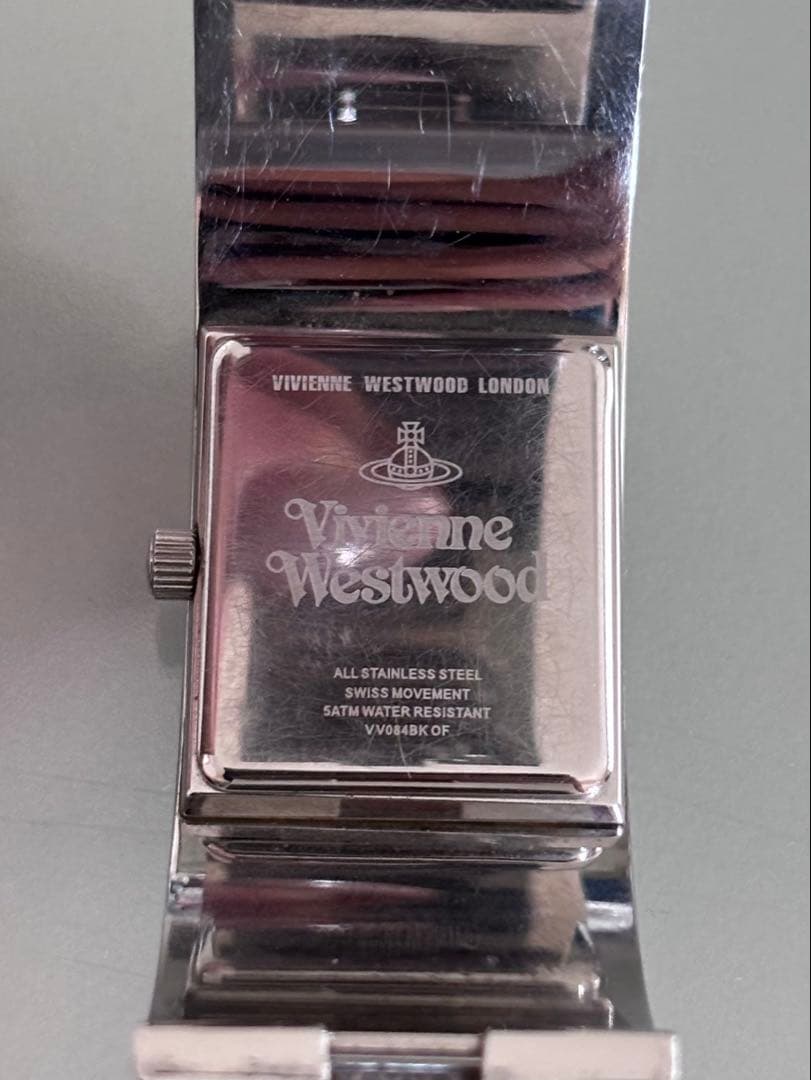 VIVIENNE WESTWOOD LONDON
Vivienne
Westwood
ALL STAINLESS STEEL
SWISS MOVEMENT
5ATM WATER RESISTANT
VV084BK OF